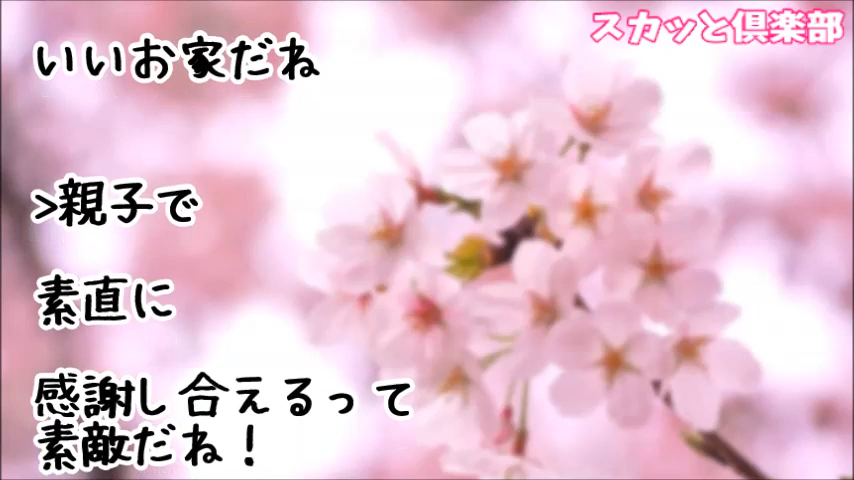 スカッと倶楽部
いいお家だね
>親子で
素直に
感謝し合えるって
素敵だね！